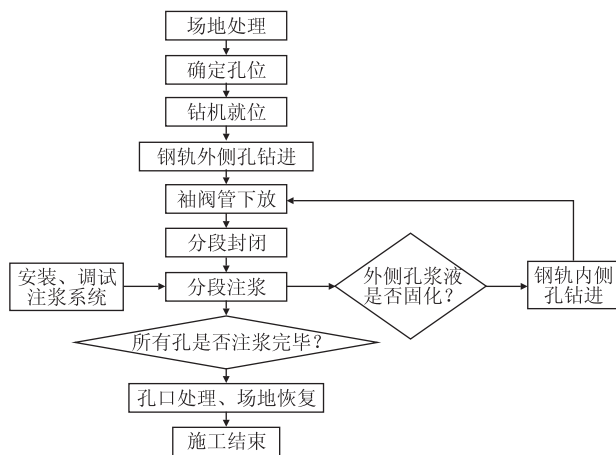 场地处理
确定孔位
钻机就位
钢轨外侧孔钻进
袖阀管下放
分段封闭
安装、调试
注浆系统
分段注浆
外侧孔浆液
是否固化?
钢轨内侧
孔钻进
所有孔是否注浆完毕?
孔口处理、场地恢复
施工结束